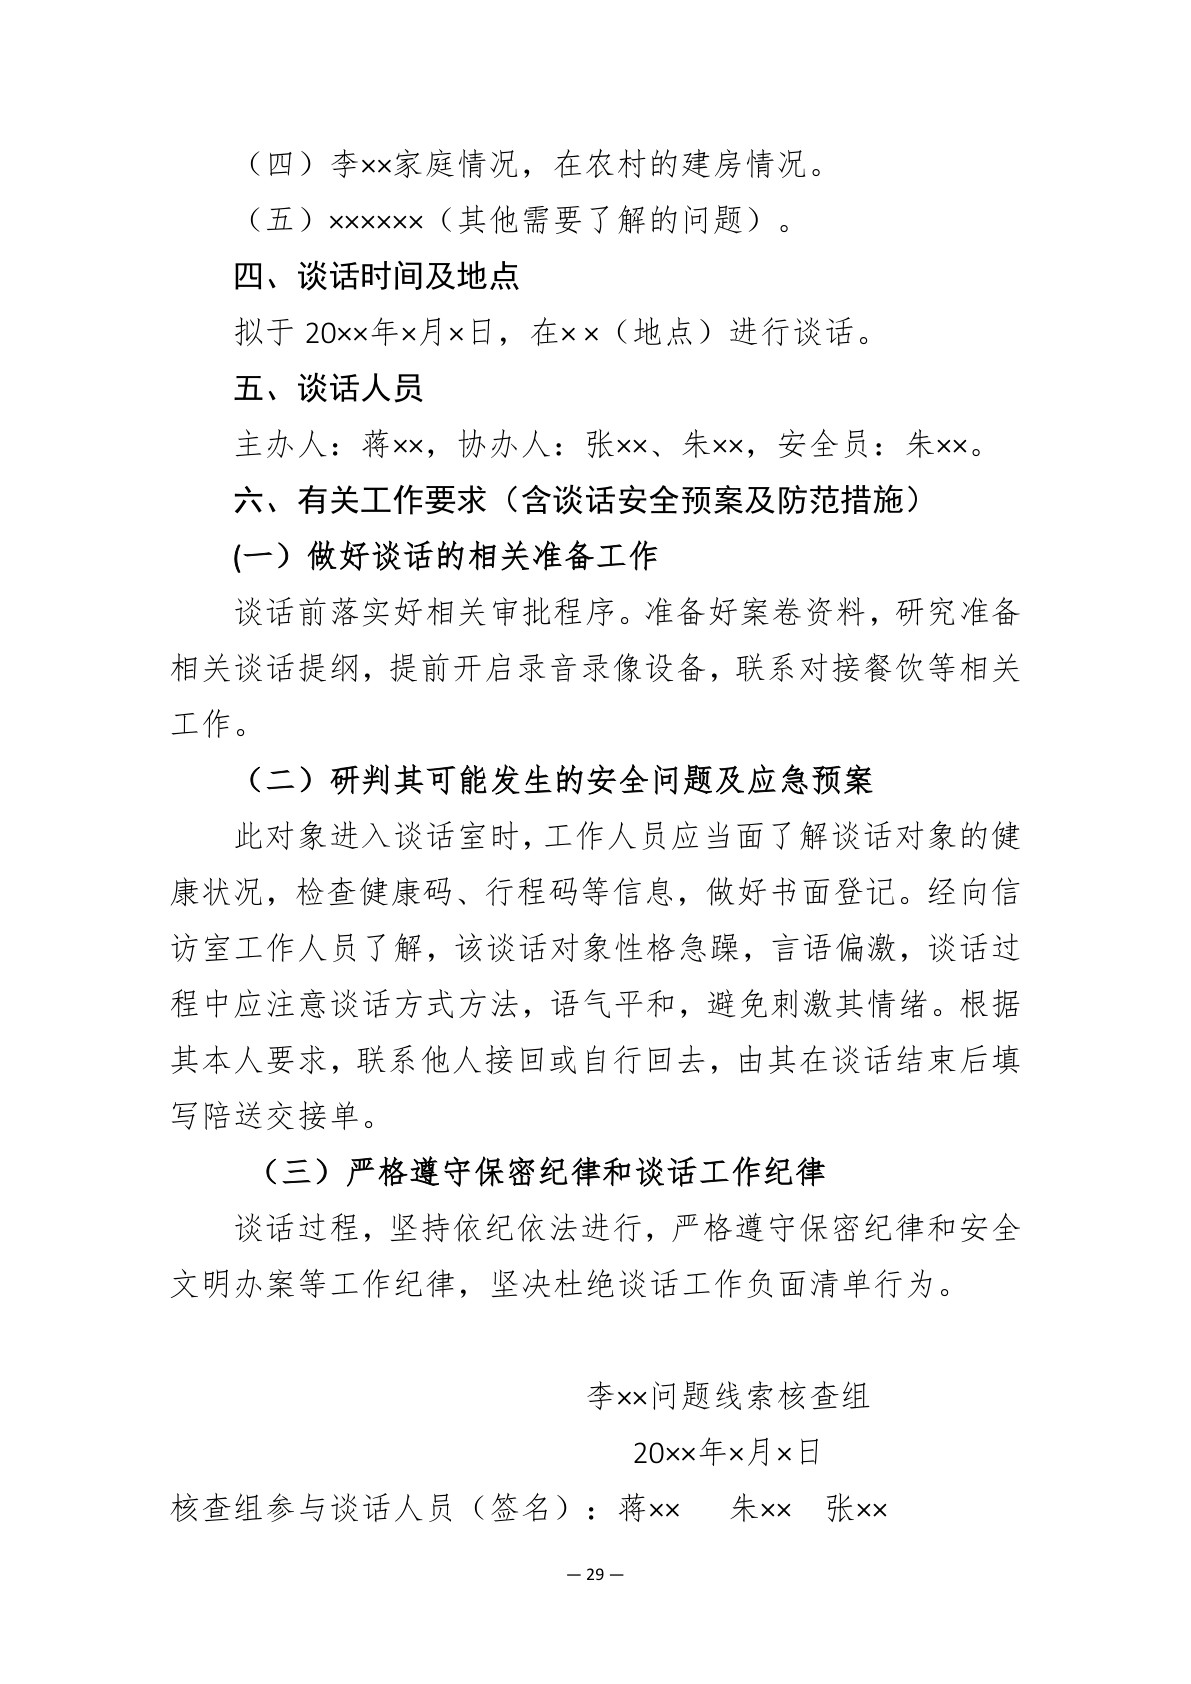 （四）李××家庭情况，在农村的建房情况。
（五）××××××（其他需要了解的问题）。
四、谈话时间及地点
拟于 20××年×月×日，在× ×（地点）进行谈话。
五、谈话人员
主办人：蒋××，协办人：张××、朱××，安全员：朱××。
六、有关工作要求（含谈话安全预案及防范措施）
(一）做好谈话的相关准备工作
谈话前落实好相关审批程序。准备好案卷资料，研究准备
相关谈话提纲，提前开启录音录像设备，联系对接餐饮等相关
工作。
（二）研判其可能发生的安全问题及应急预案
此对象进入谈话室时，工作人员应当面了解谈话对象的健
康状况，检查健康码、行程码等信息，做好书面登记。经向信
访室工作人员了解，该谈话对象性格急躁，言语偏激，谈话过
程中应注意谈话方式方法，语气平和，避免刺激其情绪。根据
其本人要求，联系他人接回或自行回去，由其在谈话结束后填
写陪送交接单。
（三）严格遵守保密纪律和谈话工作纪律
谈话过程，坚持依纪依法进行，严格遵守保密纪律和安全
文明办案等工作纪律，坚决杜绝谈话工作负面清单行为。
李××问题线索核查组
20××年×月×日
核查组参与谈话人员（签名）：蒋×× 朱×× 张××
— 29 —